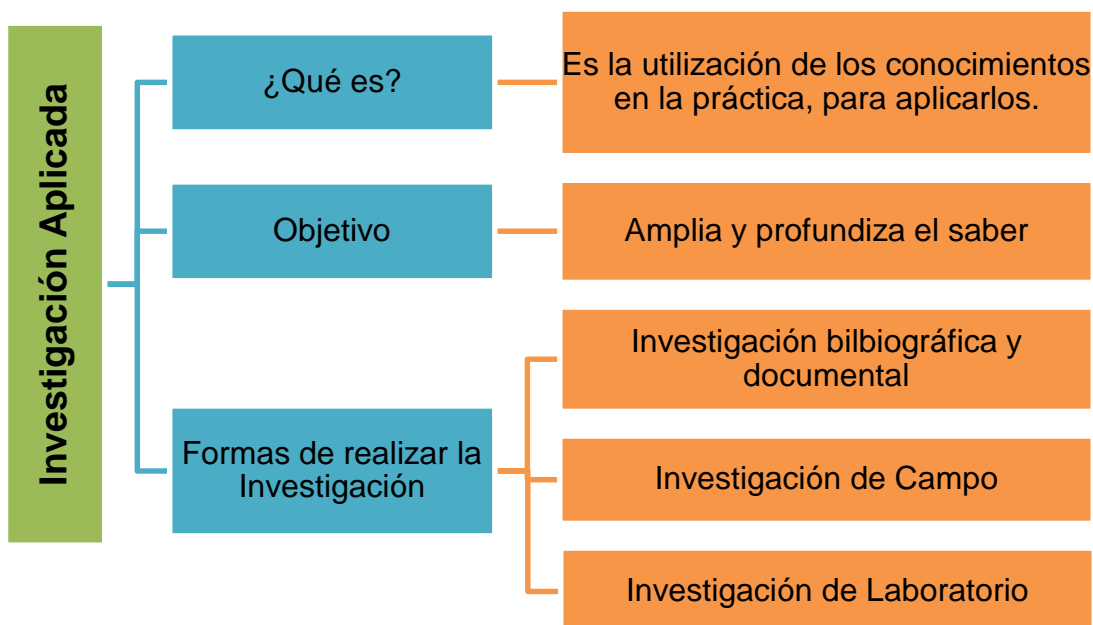 Investigación Aplicada
¿Qué es?
Es la utilización de los conocimientos
en la práctica, para aplicarlos.
Objetivo
Amplia y profundiza el saber
Formas de realizar la
Investigación
Investigación bilbiográfica y
documental
Investigación de Campo
Investigación de Laboratorio